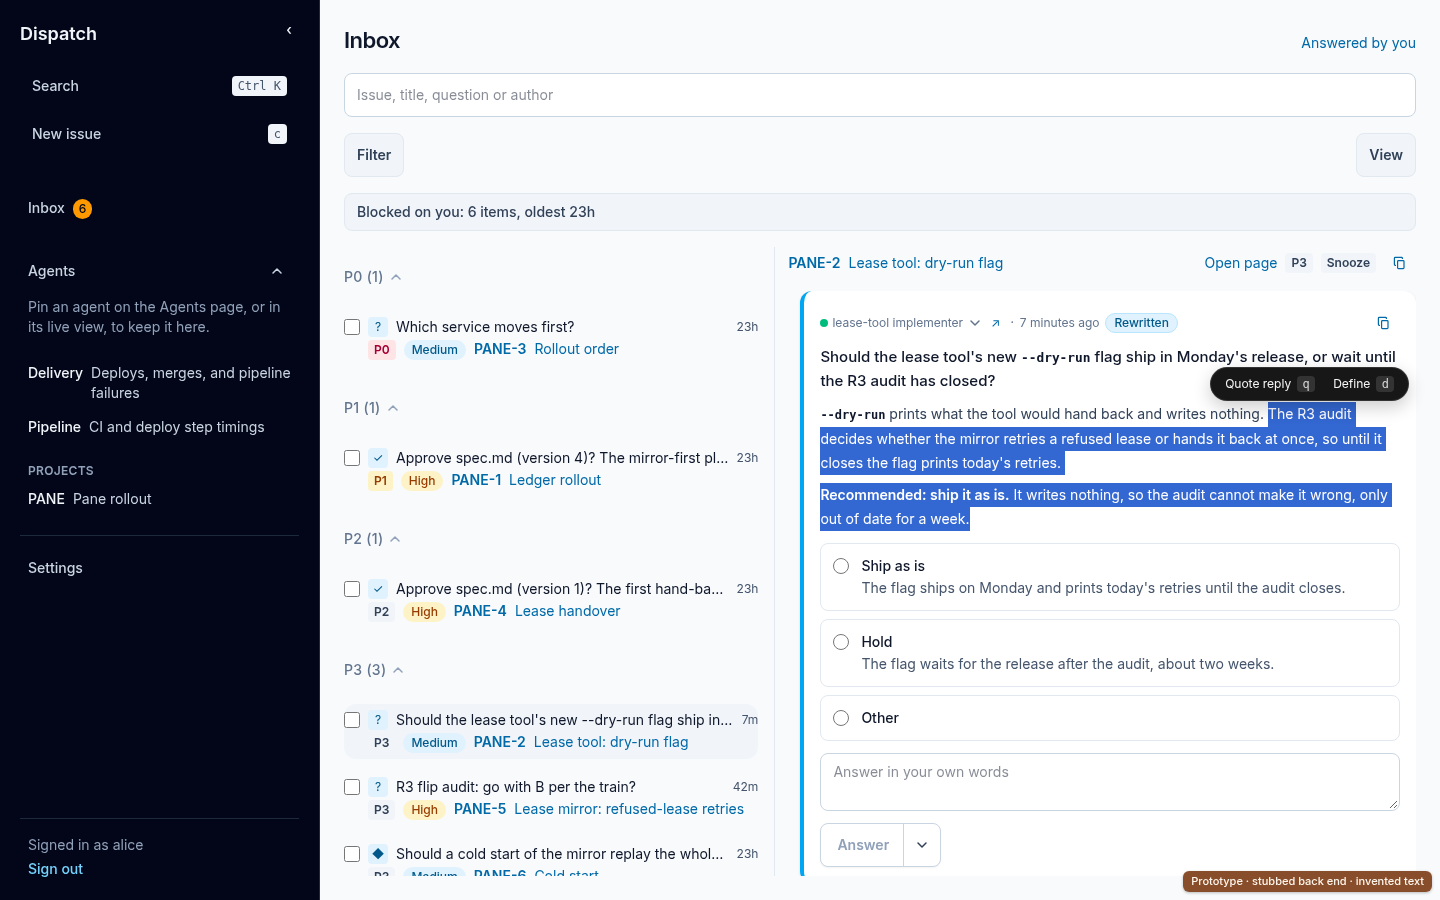 Dispatch
Search
Ctrl K
New issue
c
Inbox 6
Agents
Pin an agent on the Agents page, or in
its live view, to keep it here.
Delivery Deploys, merges, and pipeline
failures
Pipeline CI and deploy step timings
PROJECTS
PANE Pane rollout
Settings
Signed in as alice
Sign out
Inbox
Answered by you
Issue, title, question or author
Filter
View
Blocked on you: 6 items, oldest 23h
P0 (1)
? Which service moves first? 23h
P0 Medium PANE-3 Rollout order
P1 (1)
Approve spec.md (version 4)? The mirror-first pl... 23h
P1 High PANE-1 Ledger rollout
P2 (1)
Approve spec.md (version 1)? The first hand-ba... 23h
P2 High PANE-4 Lease handover
P3 (3)
? Should the lease tool's new --dry-run flag ship in... 7m
P3 Medium PANE-2 Lease tool: dry-run flag
? R3 flip audit: go with B per the train? 42m
P3 High PANE-5 Lease mirror: refused-lease retries
Should a cold start of the mirror replay the whol... 23h
P3 Medium PANE-6 Cold start
PANE-2 Lease tool: dry-run flag
Open page P3 Snooze
lease-tool implementer · 7 minutes ago Rewritten
Should the lease tool's new --dry-run flag ship in Monday's release, or wait until
the R3 audit has closed?
Quote reply q Define d
--dry-run prints what the tool would hand back and writes nothing. The R3 audit
decides whether the mirror retries a refused lease or hands it back at once, so until it
closes the flag prints today's retries.
Recommended: ship it as is. It writes nothing, so the audit cannot make it wrong, only
out of date for a week.
Ship as is
The flag ships on Monday and prints today's retries until the audit closes.
Hold
The flag waits for the release after the audit, about two weeks.
Other
Answer in your own words
Answer
Prototype · stubbed back end · invented text